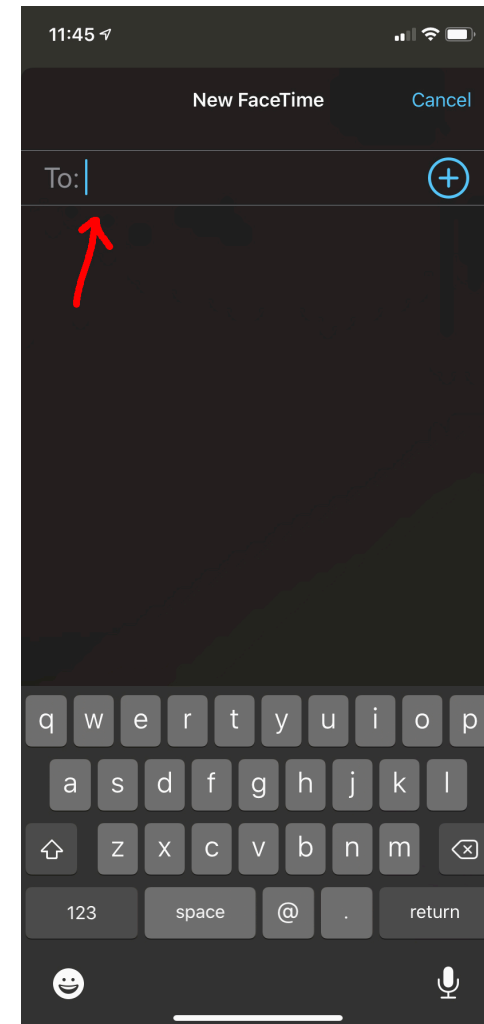 11:45
New FaceTime Cancel
To:
q w e r t y u i o p
a s d f g h j k l
z x c v b n m
123 space @ . return